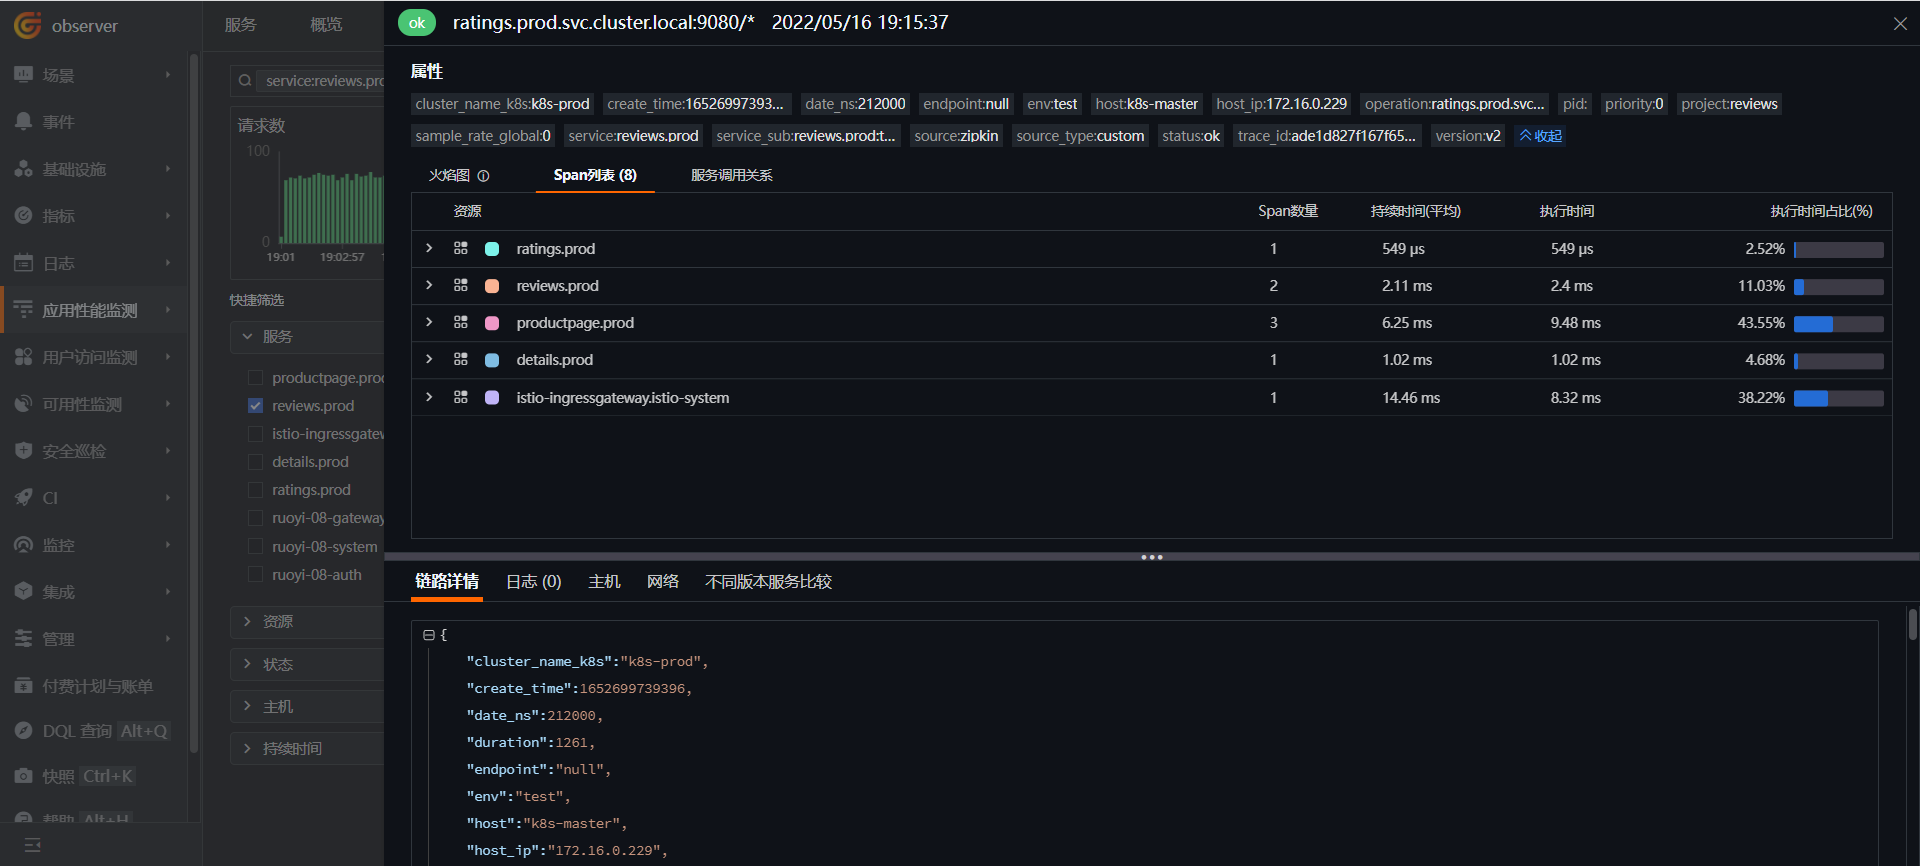 observer
场景
事件
基础设施
指标
日志
应用性能监测
用户访问监测
可用性监测
安全巡检
CI
监控
集成
管理
付费计划与账单
DQL 查询 Alt+Q
快照 Ctrl+K
帮助 Alt+H
服务 概览
service:reviews.pro
请求数
100
0
19:01 19:02:57
快捷筛选
服务
productpage.prod
reviews.prod
istio-ingressgatew
details.prod
ratings.prod
ruoyi-08-gateway
ruoyi-08-system
ruoyi-08-auth
资源
状态
主机
持续时间
ok ratings.prod.svc.cluster.local:9080/* 2022/05/16 19:15:37
属性
cluster_name_k8s:k8s-prod create_time:16526997393... date_ns:212000 endpoint:null env:test host:k8s-master host_ip:172.16.0.229 operation:ratings.prod.svc... pid: priority:0 project:reviews
sample_rate_global:0 service:reviews.prod service_sub:reviews.prod:t... source:zipkin source_type:custom status:ok trace_id:ade1d827f167f65... version:v2 收起
火焰图 Span列表 (8) 服务调用关系
资源 Span数量 持续时间(平均) 执行时间 执行时间占比(%)
ratings.prod 1 549 μs 549 μs 2.52%
reviews.prod 2 2.11 ms 2.4 ms 11.03%
productpage.prod 3 6.25 ms 9.48 ms 43.55%
details.prod 1 1.02 ms 1.02 ms 4.68%
istio-ingressgateway.istio-system 1 14.46 ms 8.32 ms 38.22%
链路详情 日志 (0) 主机 网络 不同版本服务比较
{
"cluster_name_k8s":"k8s-prod",
"create_time":1652699739396,
"date_ns":212000,
"duration":1261,
"endpoint":"null",
"env":"test",
"host":"k8s-master",
"host_ip":"172.16.0.229",